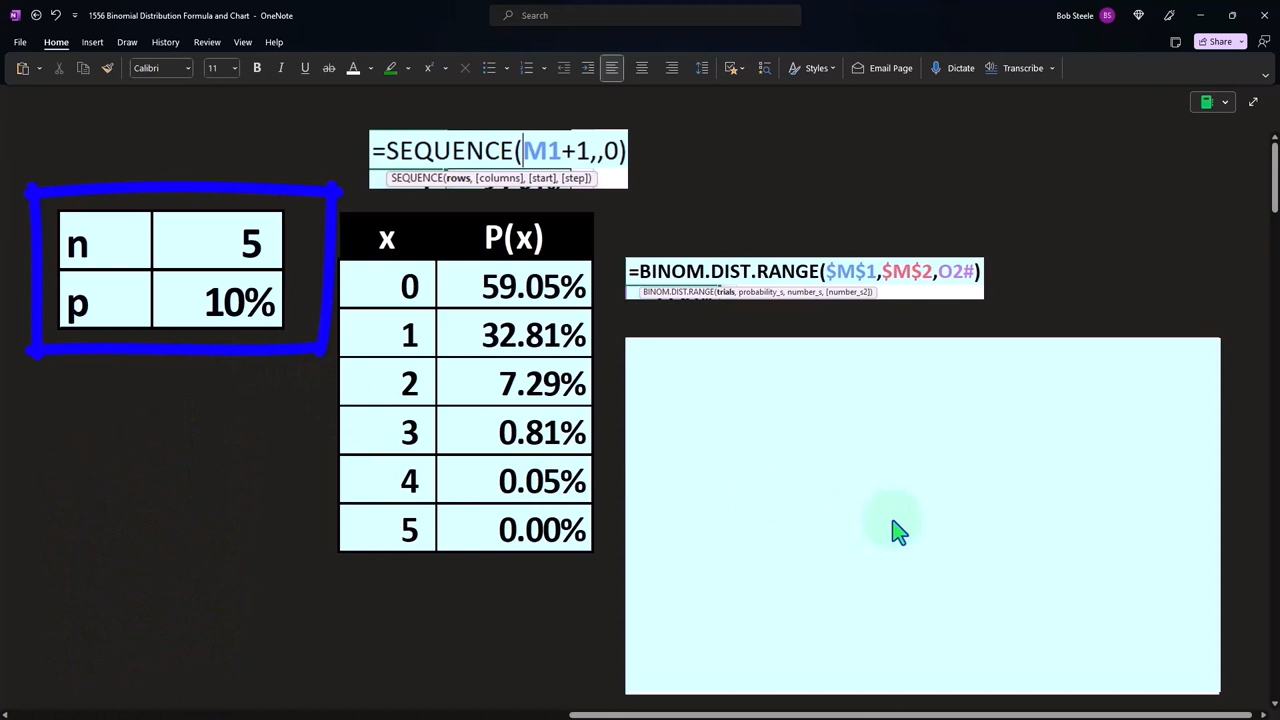 1556 Binomial Distribution Formula and Chart - OneNote
Search
Bob Steele BS
File Home Insert Draw History Review View Help
Share
Calibri 11 B I U ab A x² Styles Email Page Dictate Transcribe
=SEQUENCE(M1+1,,0)
SEQUENCE(rows, [columns], [start], [step])
n 5
p 10%
x P(x)
0 59.05%
1 32.81%
2 7.29%
3 0.81%
4 0.05%
5 0.00%
=BINOM.DIST.RANGE($M$1,$M$2,O2#)
BINOM.DIST.RANGE(trials, probability_s, number_s, [number_s2])